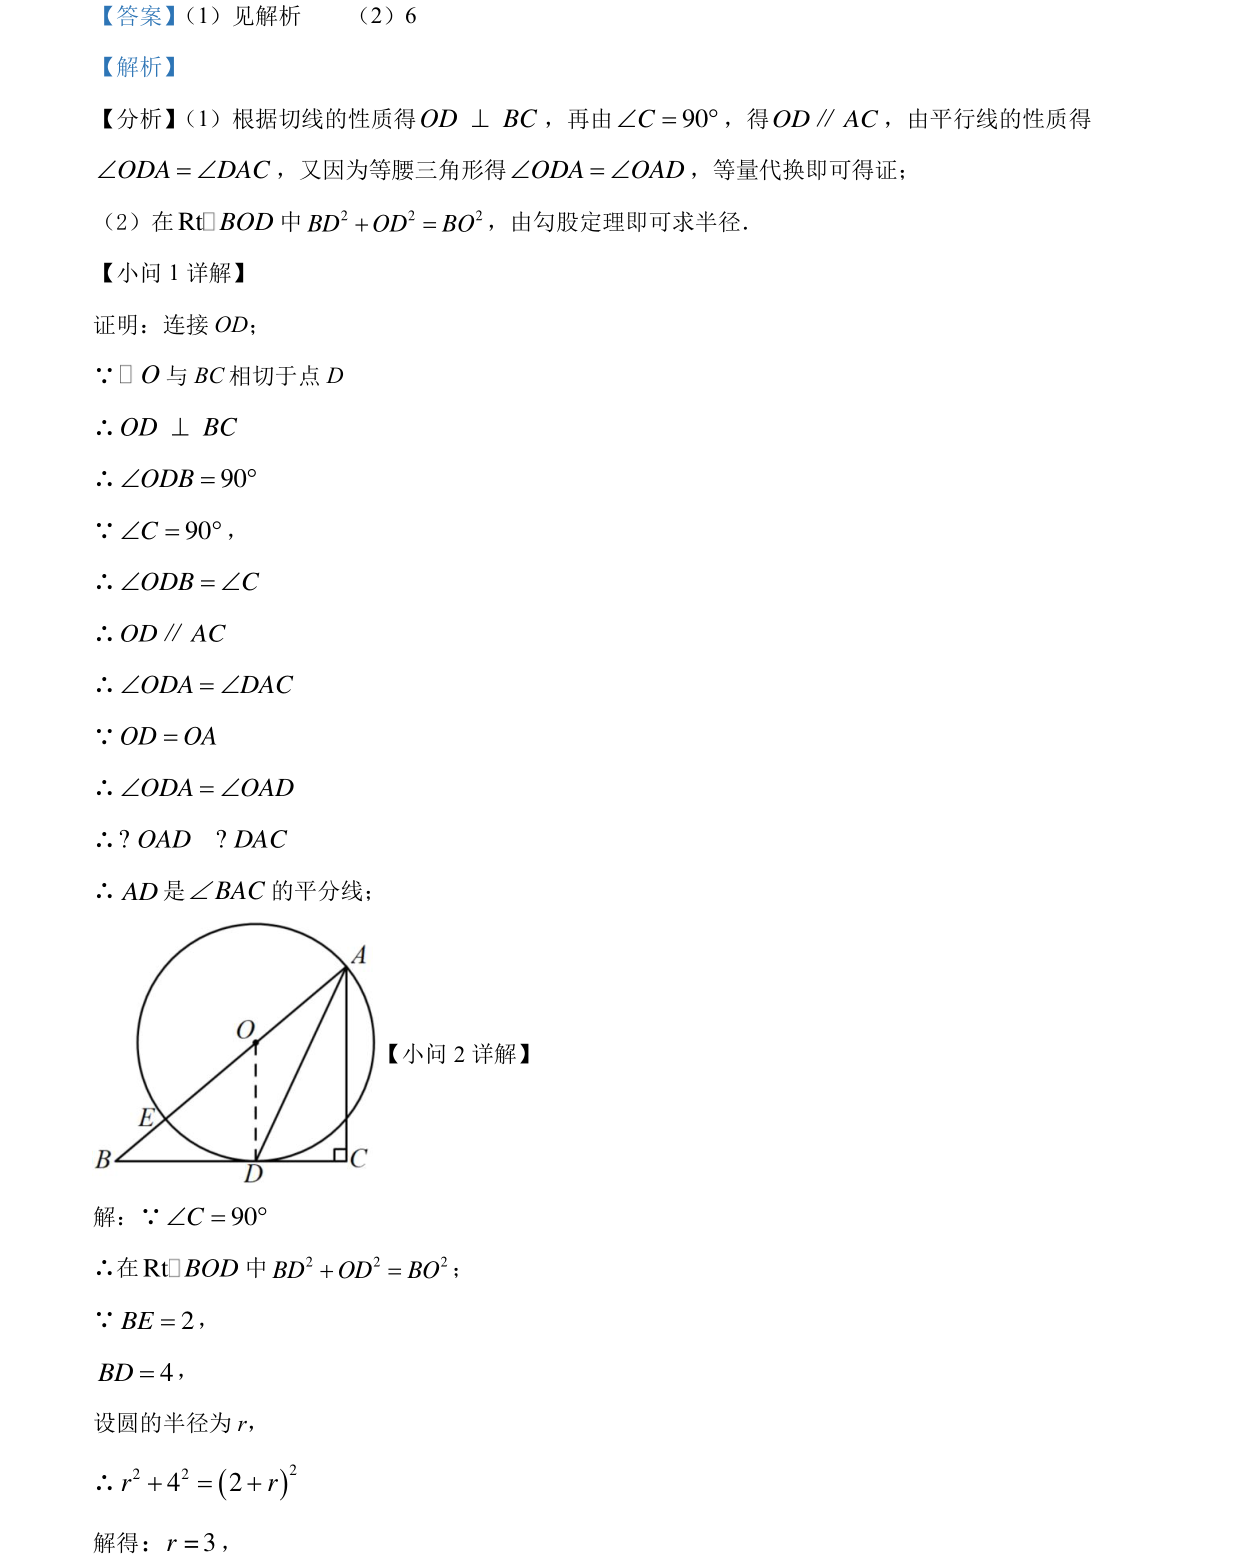 【答案】（1）见解析　　（2）6
【解析】
【分析】（1）根据切线的性质得OD ⊥ BC，再由∠C = 90°，得OD∥AC，由平行线的性质得
∠ODA = ∠DAC，又因为等腰三角形得∠ODA = ∠OAD，等量代换即可得证；
（2）在Rt□BOD中BD² + OD² = BO²，由勾股定理即可求半径．
【小问 1 详解】
证明：连接 OD；
∵□ O与 BC 相切于点 D
∴OD ⊥ BC
∴∠ODB = 90°
∵∠C = 90°，
∴∠ODB = ∠C
∴OD∥AC
∴∠ODA = ∠DAC
∵OD = OA
∴∠ODA = ∠OAD
∴? OAD ? DAC
∴AD是∠BAC的平分线；
A
O
【小问 2 详解】
E
B
D
C
解：∵∠C = 90°
∴在Rt□BOD中BD² + OD² = BO²；
∵BE = 2，
BD = 4，
设圆的半径为 r，
∴r² + 4² = (2 + r)²
解得：r = 3，